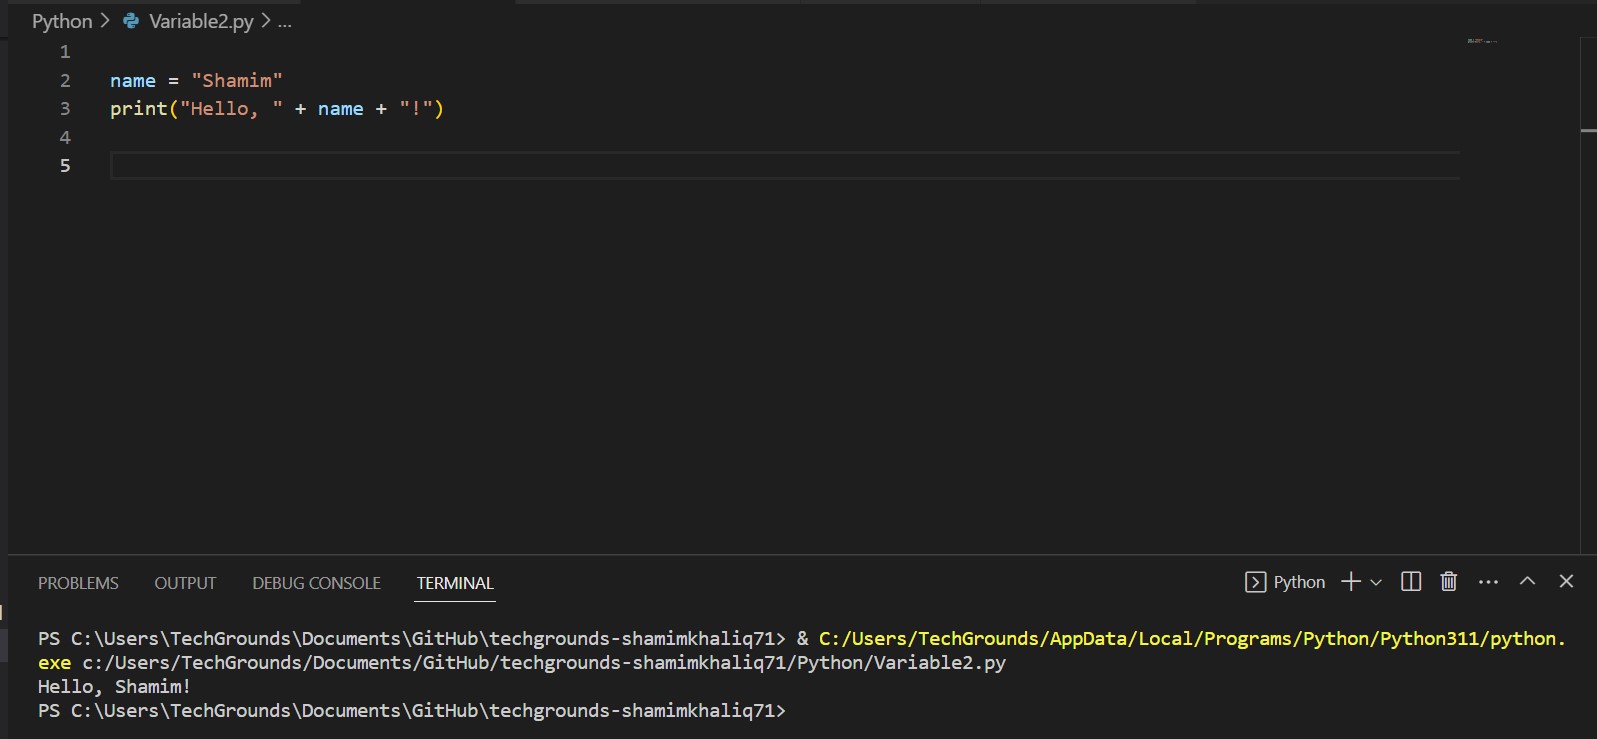 Python > Variable2.py > ...
1
2 name = "Shamim"
3 print("Hello, " + name + "!")
4
5
PROBLEMS OUTPUT DEBUG CONSOLE TERMINAL Python
PS C:\Users\TechGrounds\Documents\GitHub\techgrounds-shamimkhaliq71> & C:/Users/TechGrounds/AppData/Local/Programs/Python/Python311/python.
exe c:/Users/TechGrounds/Documents/GitHub/techgrounds-shamimkhaliq71/Python/Variable2.py
Hello, Shamim!
PS C:\Users\TechGrounds\Documents\GitHub\techgrounds-shamimkhaliq71>